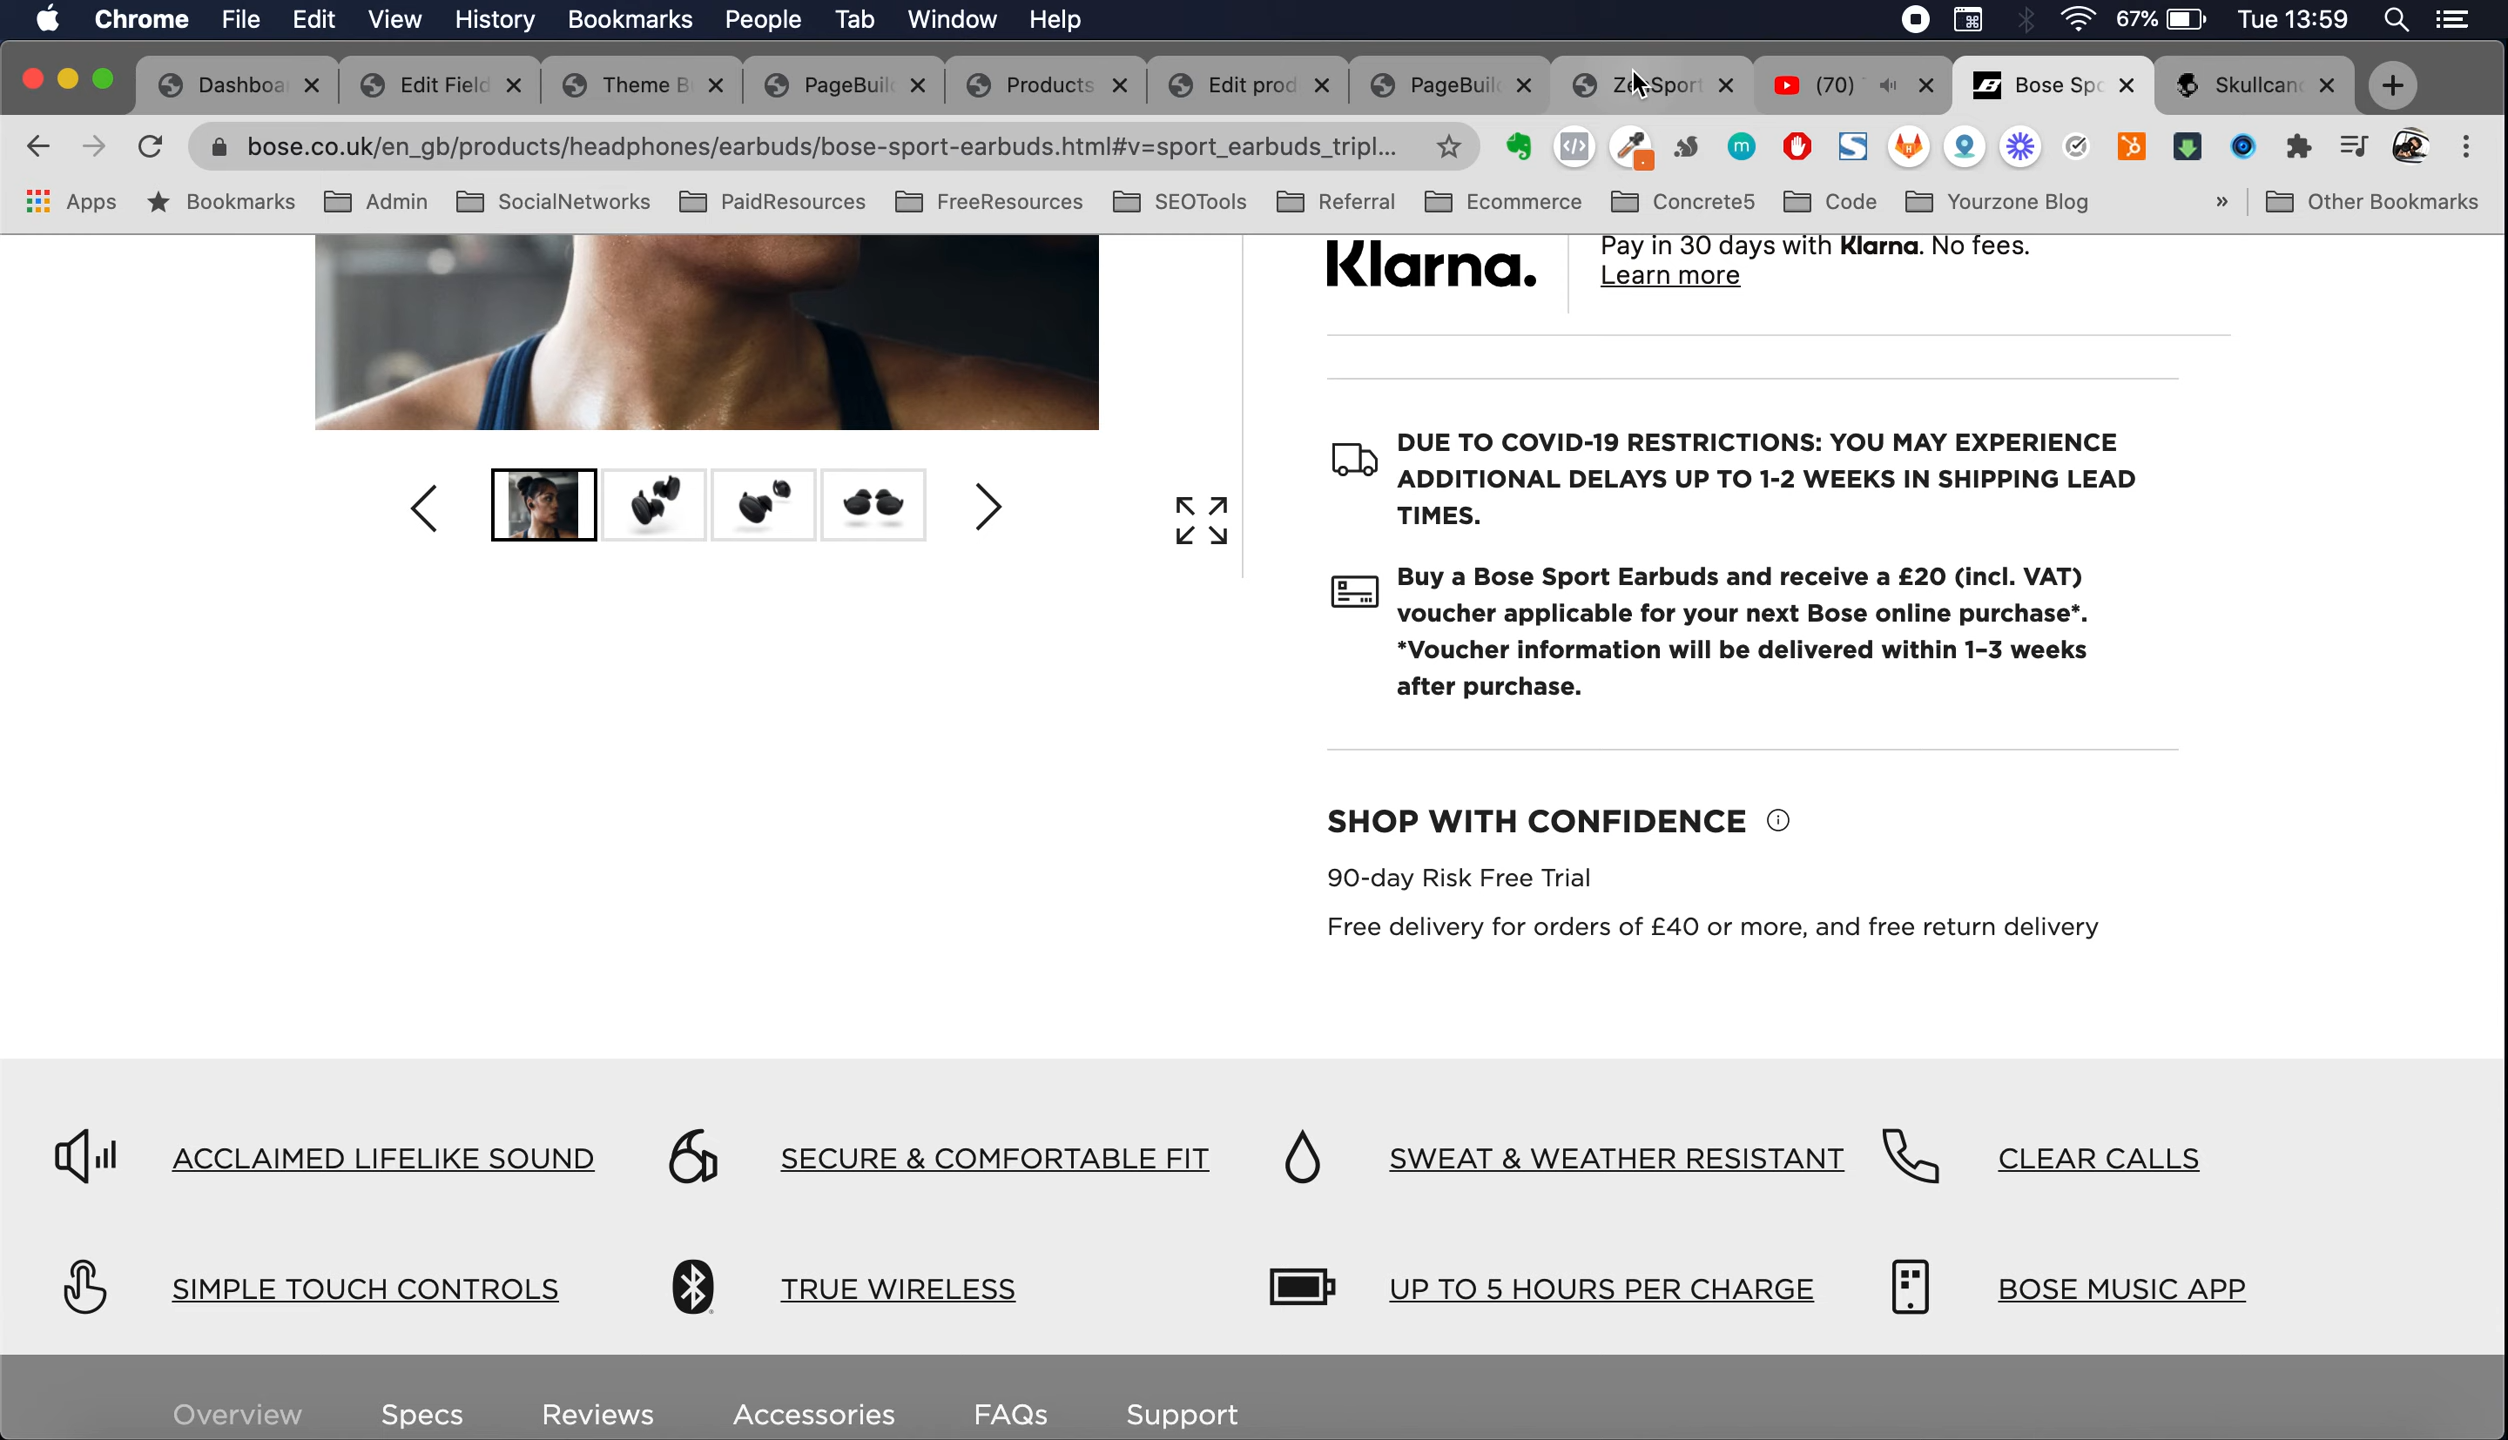 Chrome File Edit View History Bookmarks People Tab Window Help 67% Tue 13:59
Dashboa Edit Field Theme B PageBuil Products Edit prod PageBuil Ze Sport (70) Bose Spo Skullcan
bose.co.uk/en_gb/products/headphones/earbuds/bose-sport-earbuds.html#v=sport_earbuds_tripl...
Apps Bookmarks Admin SocialNetworks PaidResources FreeResources SEOTools Referral Ecommerce Concrete5 Code Yourzone Blog » Other Bookmarks
Klarna.
Pay in 30 days with Klarna. No fees.
Learn more
DUE TO COVID-19 RESTRICTIONS: YOU MAY EXPERIENCE
ADDITIONAL DELAYS UP TO 1-2 WEEKS IN SHIPPING LEAD
TIMES.
Buy a Bose Sport Earbuds and receive a £20 (incl. VAT)
voucher applicable for your next Bose online purchase*.
*Voucher information will be delivered within 1–3 weeks
after purchase.
SHOP WITH CONFIDENCE
90-day Risk Free Trial
Free delivery for orders of £40 or more, and free return delivery
ACCLAIMED LIFELIKE SOUND SECURE & COMFORTABLE FIT SWEAT & WEATHER RESISTANT CLEAR CALLS
SIMPLE TOUCH CONTROLS TRUE WIRELESS UP TO 5 HOURS PER CHARGE BOSE MUSIC APP
Overview Specs Reviews Accessories FAQs Support